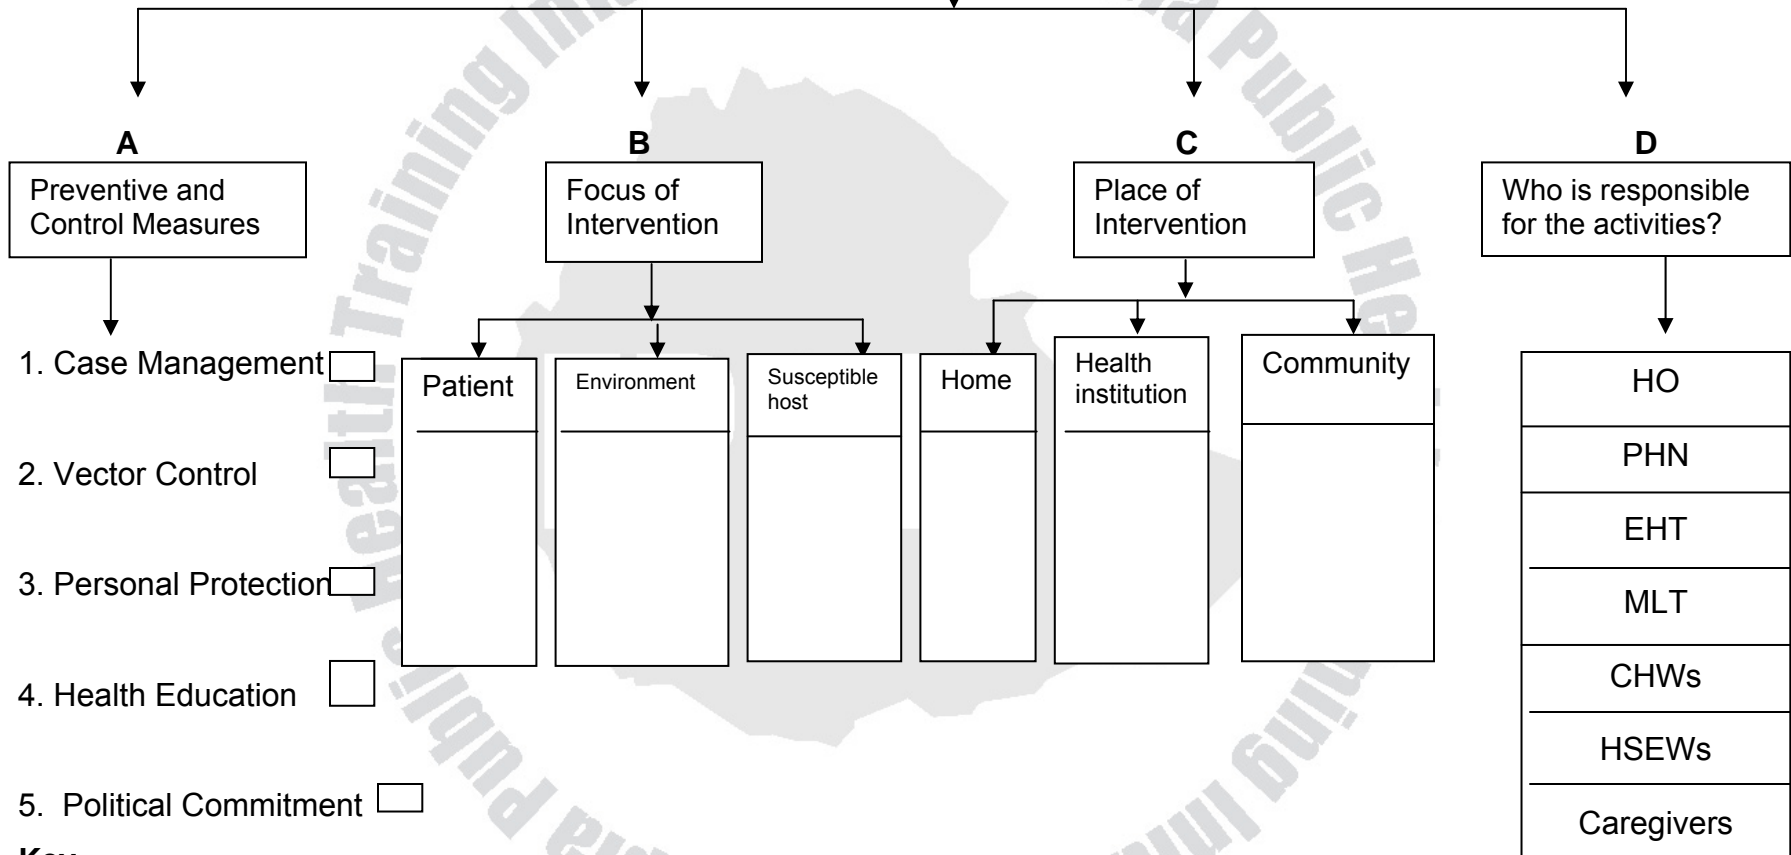 A
Preventive and
Control Measures
B
Focus of
Intervention
C
Place of
Intervention
D
Who is responsible
for the activities?
1. Case Management
2. Vector Control
3. Personal Protection
4. Health Education
5. Political Commitment
Patient
Environment
Susceptible
host
Home
Health
institution
Community
HO
PHN
EHT
MLT
CHWs
HSEWs
Caregivers